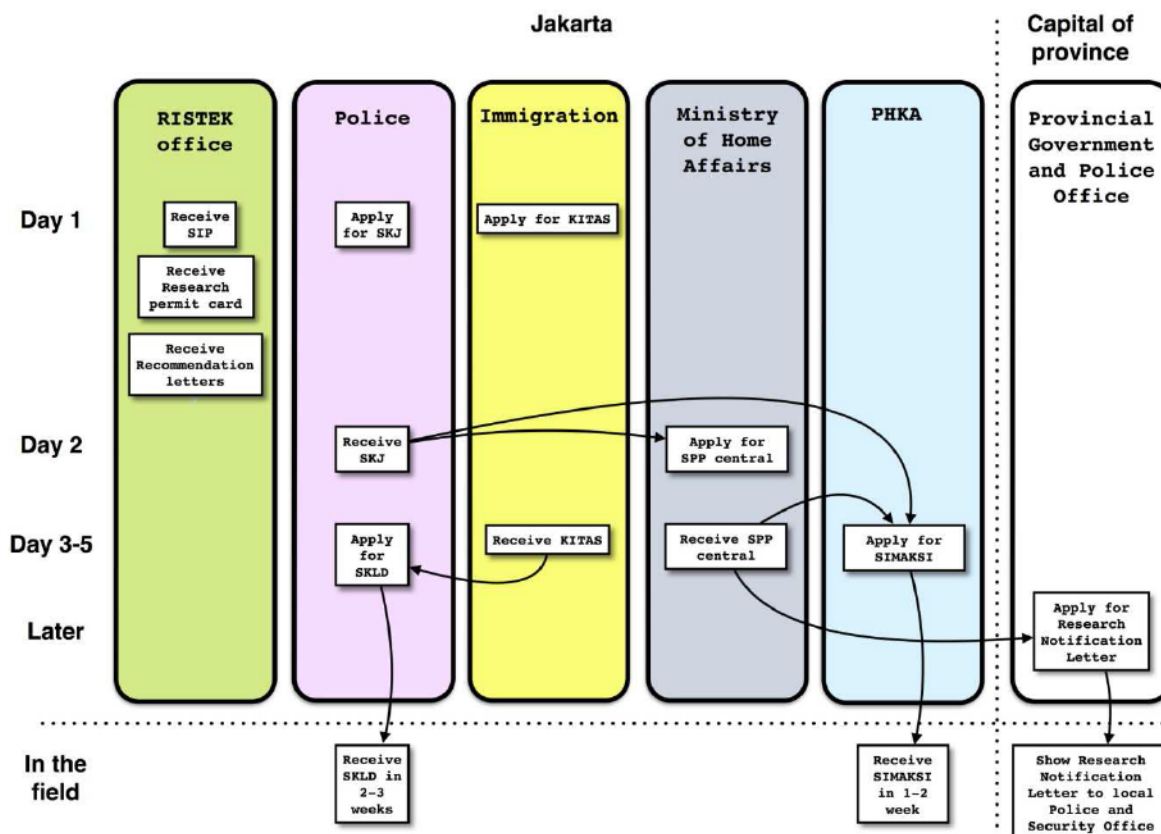 Jakarta
Capital of
province
RISTEK
office
Police
Immigration
Ministry
of Home
Affairs
PHKA
Provincial
Government
and Police
Office
Day 1
Receive
SIP
Apply
for SKJ
Apply for KITAS
Receive
Research
permit card
Receive
Recommendation
letters
Day 2
Receive
SKJ
Apply for
SPP central
Day 3-5
Apply
for
SKLD
Receive KITAS
Receive SPP
central
Apply for
SIMAKSI
Later
Apply for
Research
Notification
Letter
In the
field
Receive
SKLD in
2-3
weeks
Receive
SIMAKSI
in 1-2
week
Show Research
Notification
Letter to local
Police and
Security Office